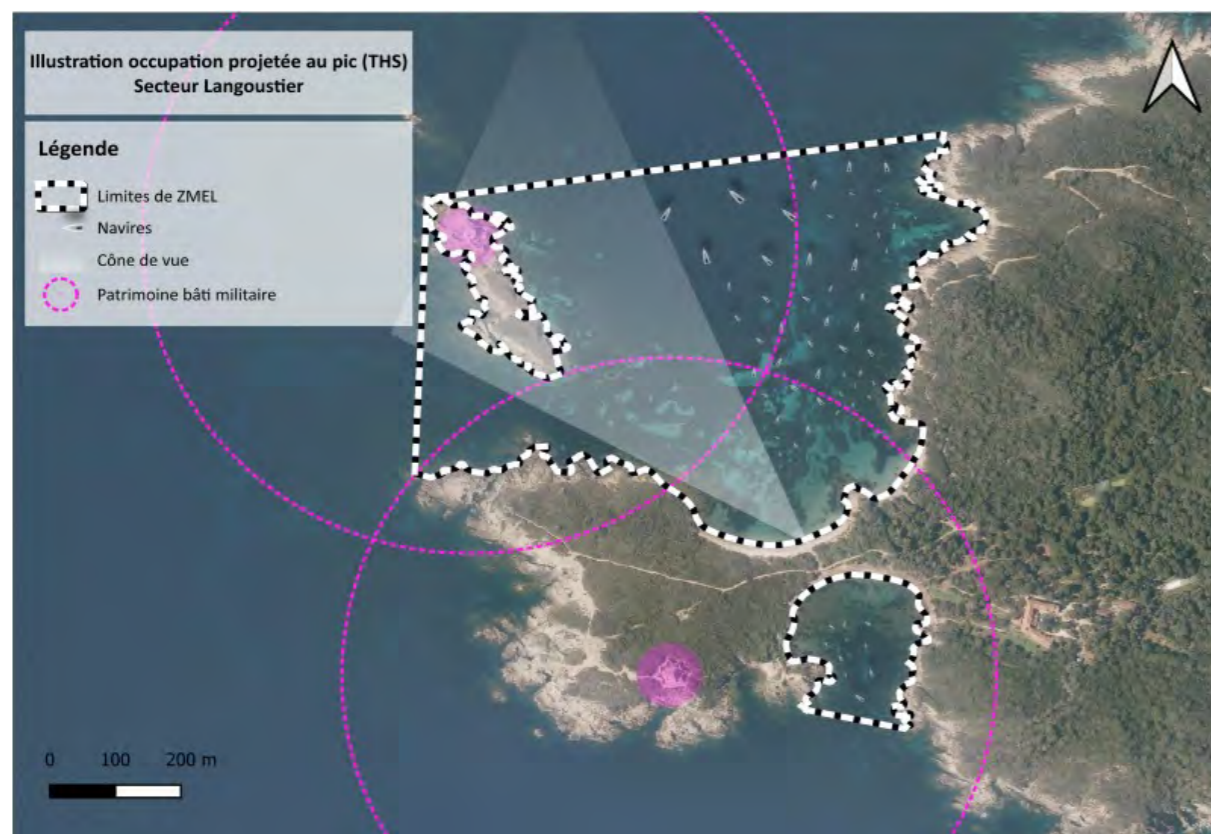 Illustration occupation projetée au pic (THS)
Secteur Langoustier
Légende
Limites de ZMEL
Navires
Cône de vue
Patrimoine bâti militaire
0 100 200 m